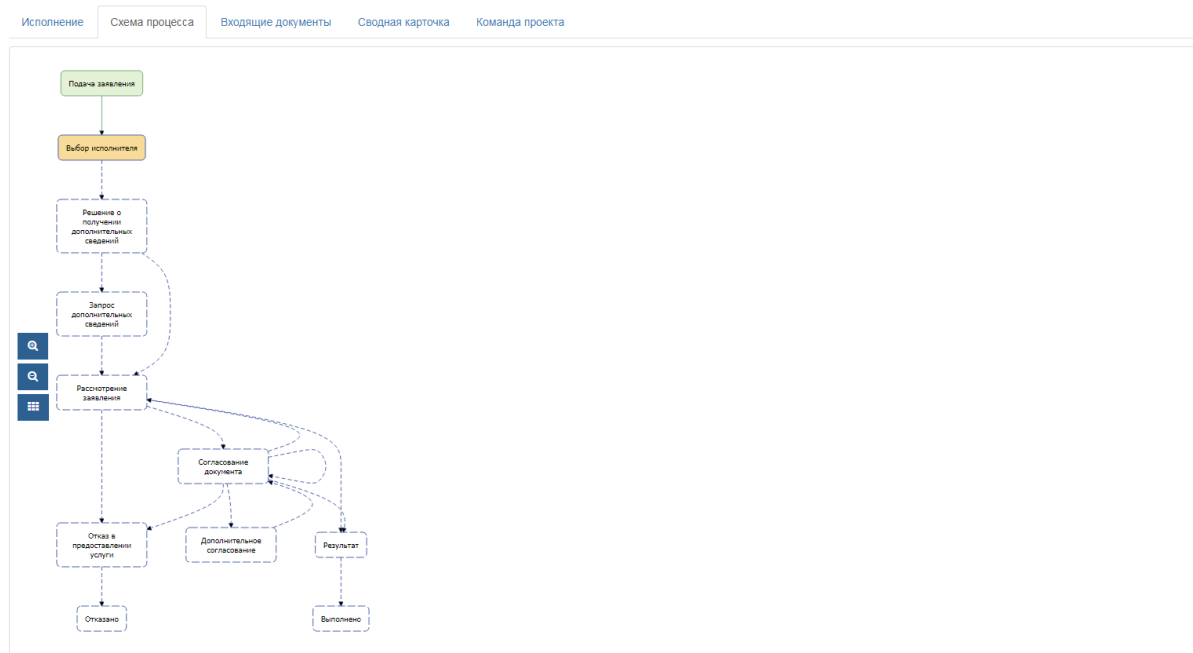 Исполнение
Схема процесса
Входящие документы
Сводная карточка
Команда проекта
Подача заявления
Выбор исполнителя
Решение о
получении
дополнительных
сведений
Запрос
дополнительных
сведений
Рассмотрение
заявления
Согласование
документа
Отказ в
предоставлении
услуги
Дополнительное
согласование
Результат
Отказано
Выполнено